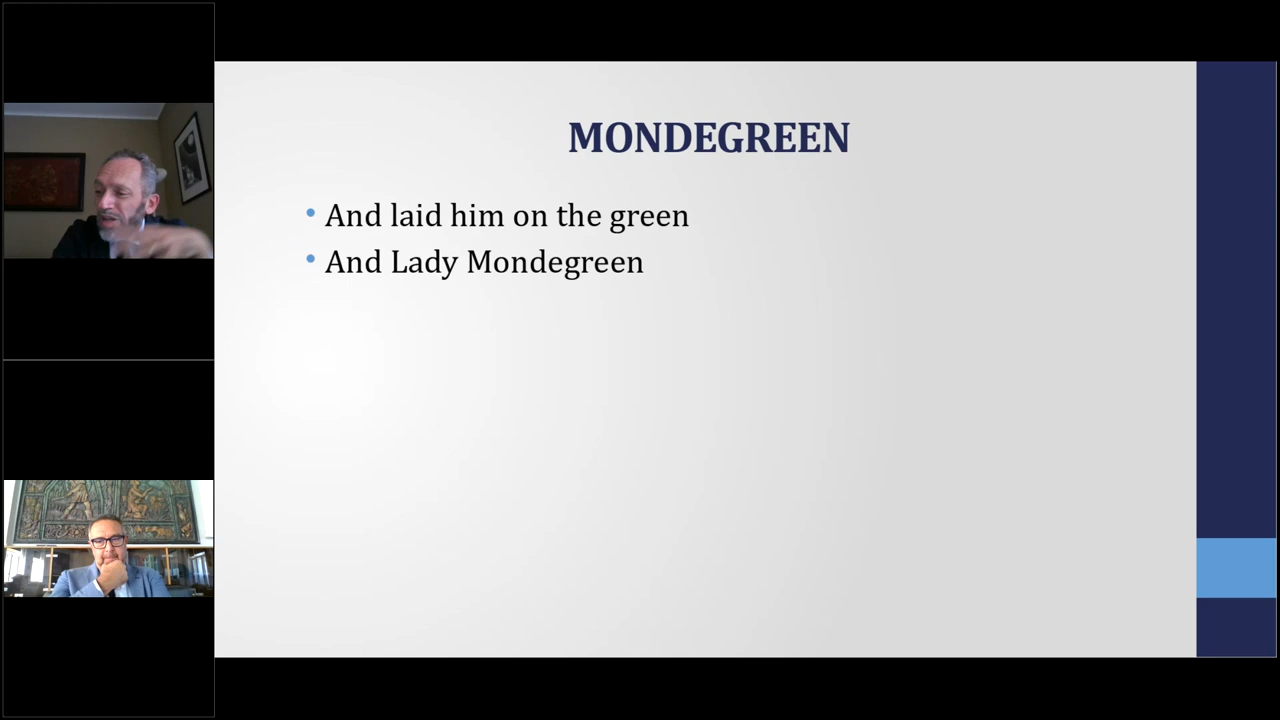 MONDEGREEN
• And laid him on the green
• And Lady Mondegreen